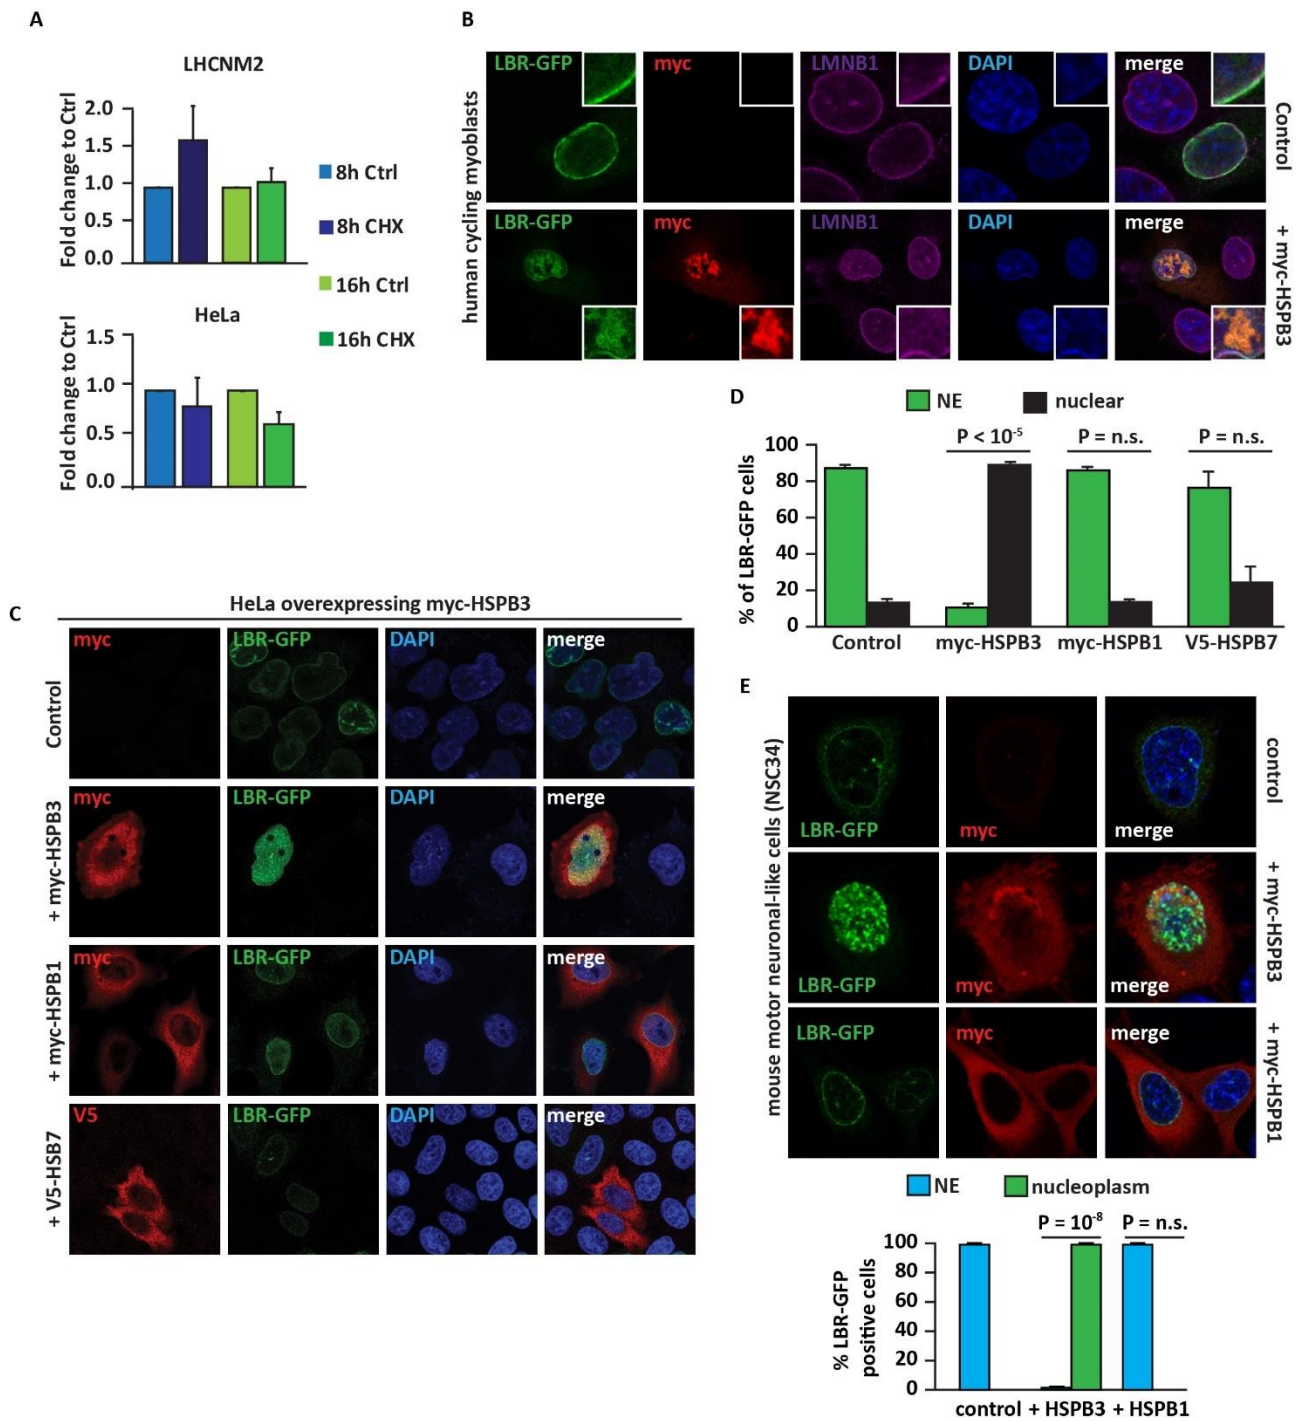 A
LHCNM2
Fold change to Ctrl
2.0
1.5
1.0
0.5
0.0
8h Ctrl
8h CHX
16h Ctrl
16h CHX
HeLa
Fold change to Ctrl
1.5
1.0
0.5
0.0
B
human cycling myoblasts
LBR-GFP myc LMNB1 DAPI merge
Control
LBR-GFP myc LMNB1 DAPI merge
+ myc-HSPB3
C
HeLa overexpressing myc-HSPB3
Control
myc LBR-GFP DAPI merge
+ myc-HSPB3
myc LBR-GFP DAPI merge
+ myc-HSPB1
myc LBR-GFP DAPI merge
+ V5-HSB7
V5 LBR-GFP DAPI merge
D
NE nuclear
P < 10⁻⁵ P = n.s. P = n.s.
% of LBR-GFP cells
100
80
60
40
20
0
Control myc-HSPB3 myc-HSPB1 V5-HSPB7
E
mouse motor neuronal-like cells (NSC34)
LBR-GFP myc merge
control
LBR-GFP myc merge
+ myc-HSPB3
LBR-GFP myc merge
+ myc-HSPB1
NE nucleoplasm
P = 10⁻⁸ P = n.s.
% LBR-GFP
positive cells
100
80
60
40
20
0
control + HSPB3 + HSPB1